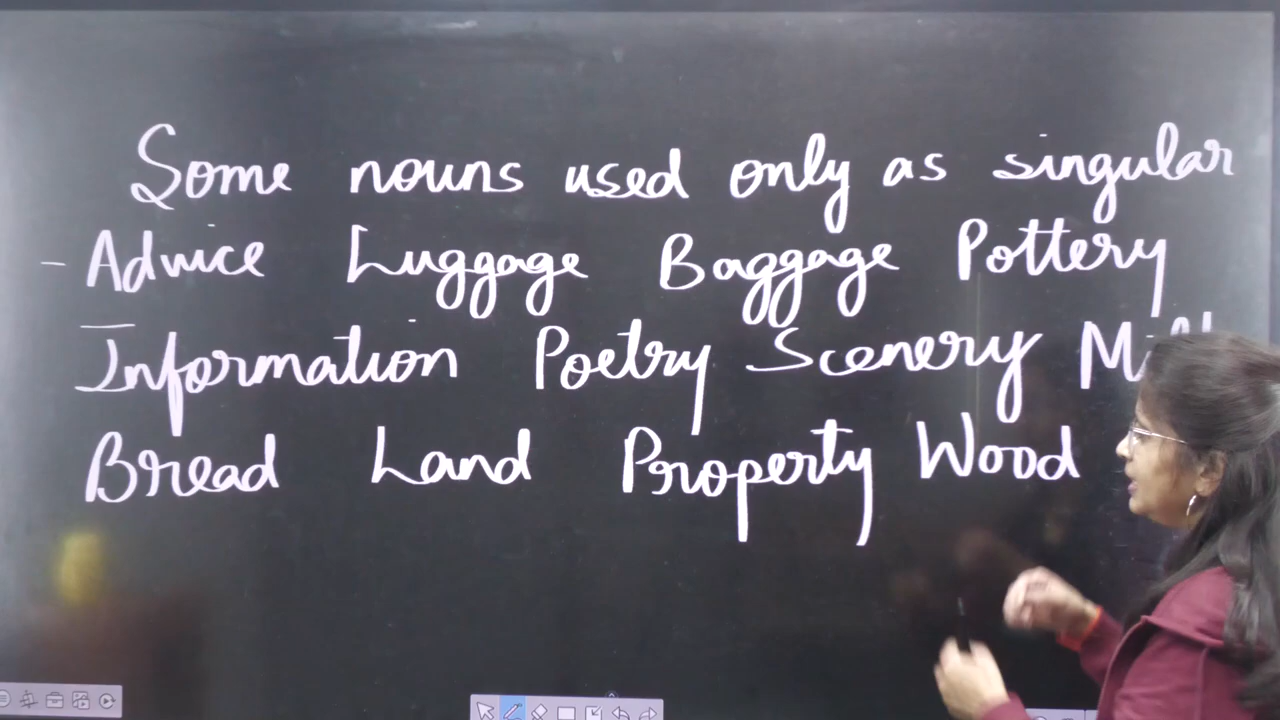 Some nouns used only as singular
- Advice Luggage Baggage Pottery
Information Poetry Scenery
Bread Land Property Wood